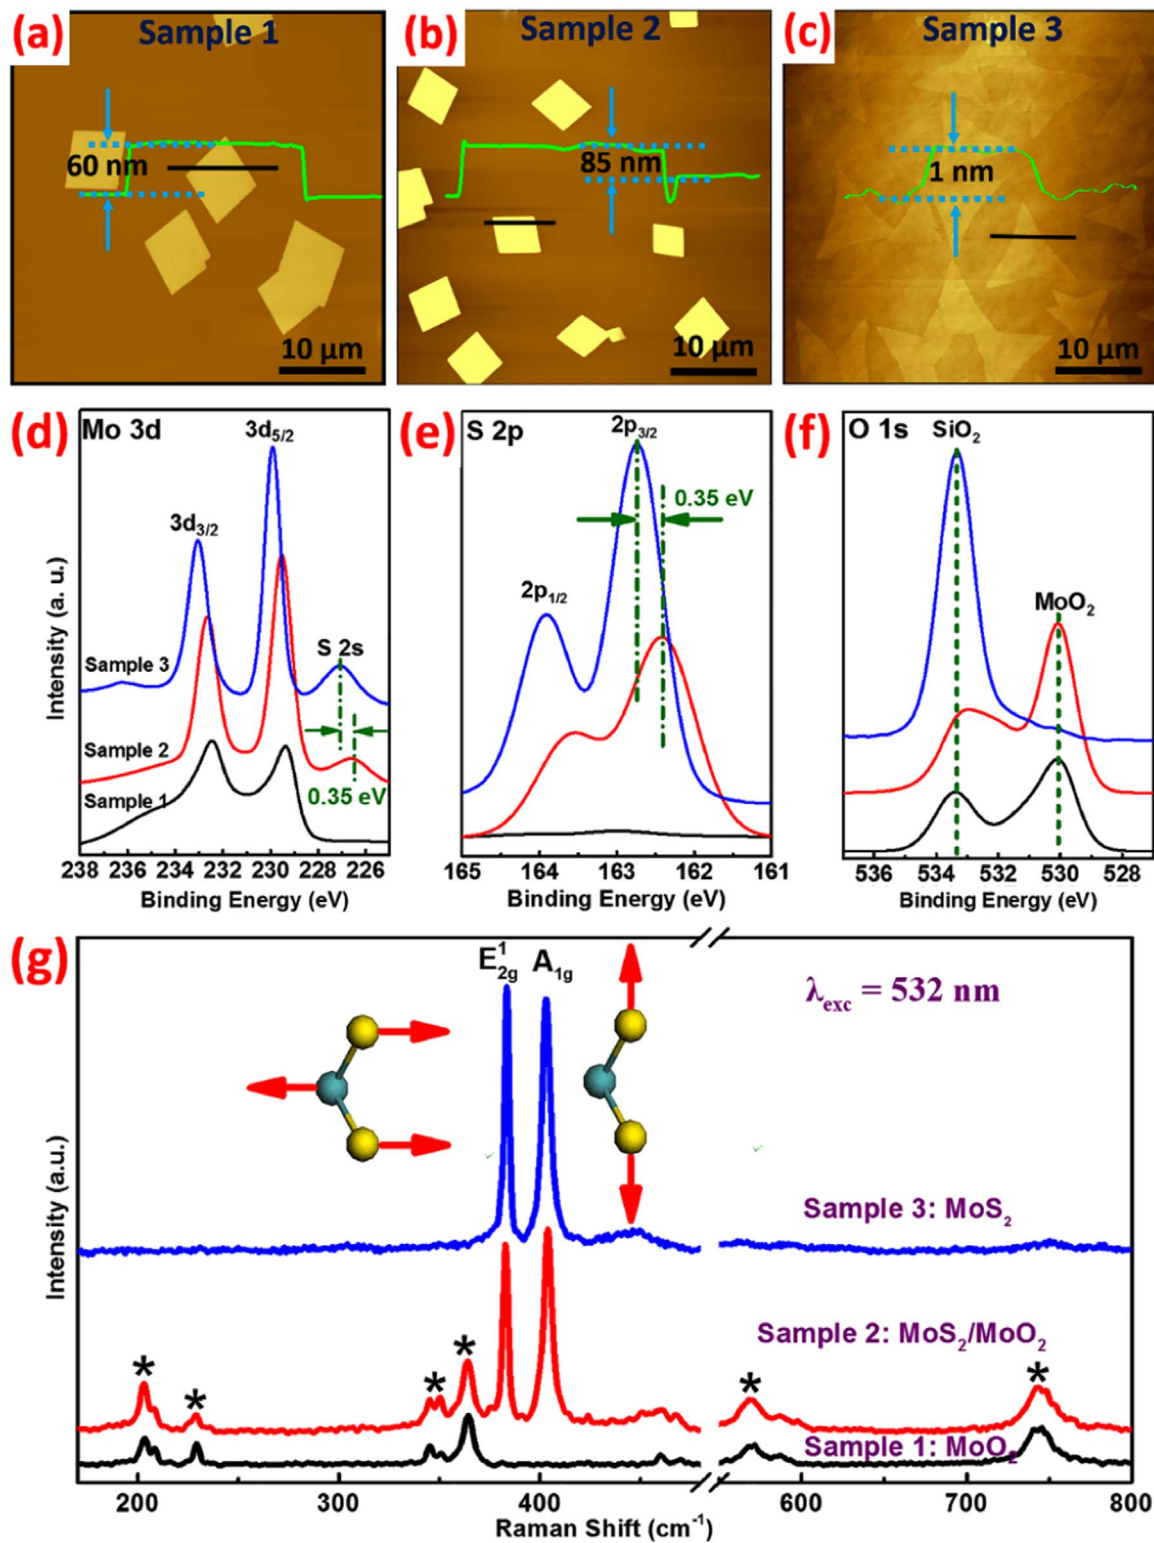 (a) Sample 1
60 nm
10 μm
(b) Sample 2
85 nm
10 μm
(c) Sample 3
1 nm
10 μm
(d) Mo 3d
3d5/2
3d3/2
S 2s
Sample 3
Sample 2
Sample 1
0.35 eV
Intensity (a. u.)
238 236 234 232 230 228 226
Binding Energy (eV)
(e) S 2p
2p3/2
0.35 eV
2p1/2
165 164 163 162 161
Binding Energy (eV)
(f) O 1s
SiO2
MoO2
536 534 532 530 528
Binding Energy (eV)
(g)
E12g A1g
λexc = 532 nm
Sample 3: MoS2
Sample 2: MoS2/MoO2
Sample 1: MoO2
* * * * * *
Intensity (a.u.)
200 300 400 600 700 800
Raman Shift (cm-1)